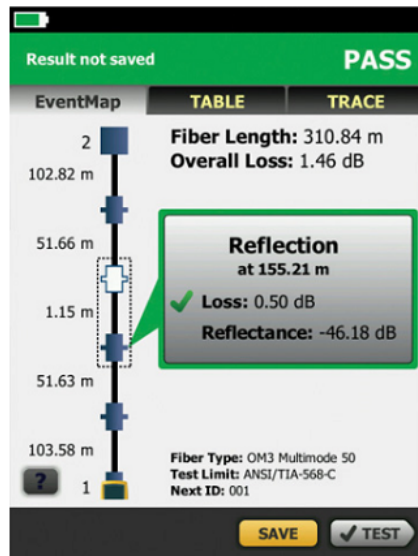 Result not saved
PASS
EventMap
TABLE
TRACE
2
Fiber Length: 310.84 m
Overall Loss: 1.46 dB
102.82 m
51.66 m
Reflection
at 155.21 m
Loss: 0.50 dB
Reflectance: -46.18 dB
1.15 m
51.63 m
103.58 m
Fiber Type: OM3 Multimode 50
Test Limit: ANSI/TIA-568-C
Next ID: 001
?
1
SAVE
TEST